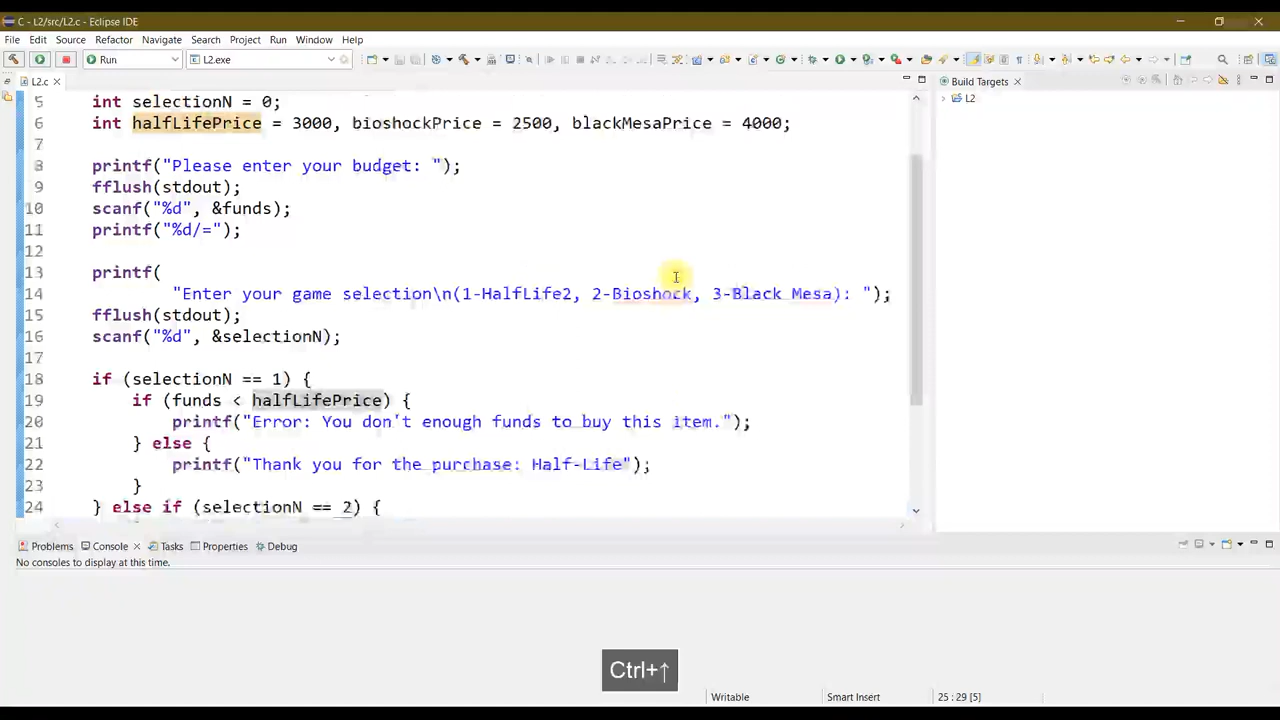 C - L2/src/L2.c - Eclipse IDE
File Edit Source Refactor Navigate Search Project Run Window Help
Run L2.exe
L2.c
Build Targets
L2
5 int selectionN = 0;
6 int halfLifePrice = 3000, bioshockPrice = 2500, blackMesaPrice = 4000;
7
8 printf("Please enter your budget: ");
9 fflush(stdout);
10 scanf("%d", &funds);
11 printf("%d/=");
12
13 printf(
14 "Enter your game selection\n(1-HalfLife2, 2-Bioshock, 3-Black Mesa): ");
15 fflush(stdout);
16 scanf("%d", &selectionN);
17
18 if (selectionN == 1) {
19 if (funds < halfLifePrice) {
20 printf("Error: You don't enough funds to buy this item.");
21 } else {
22 printf("Thank you for the purchase: Half-Life");
23 }
24 } else if (selectionN == 2) {
Problems Console Tasks Properties Debug
No consoles to display at this time.
Ctrl+↑
Writable Smart Insert 25 : 29 [5]